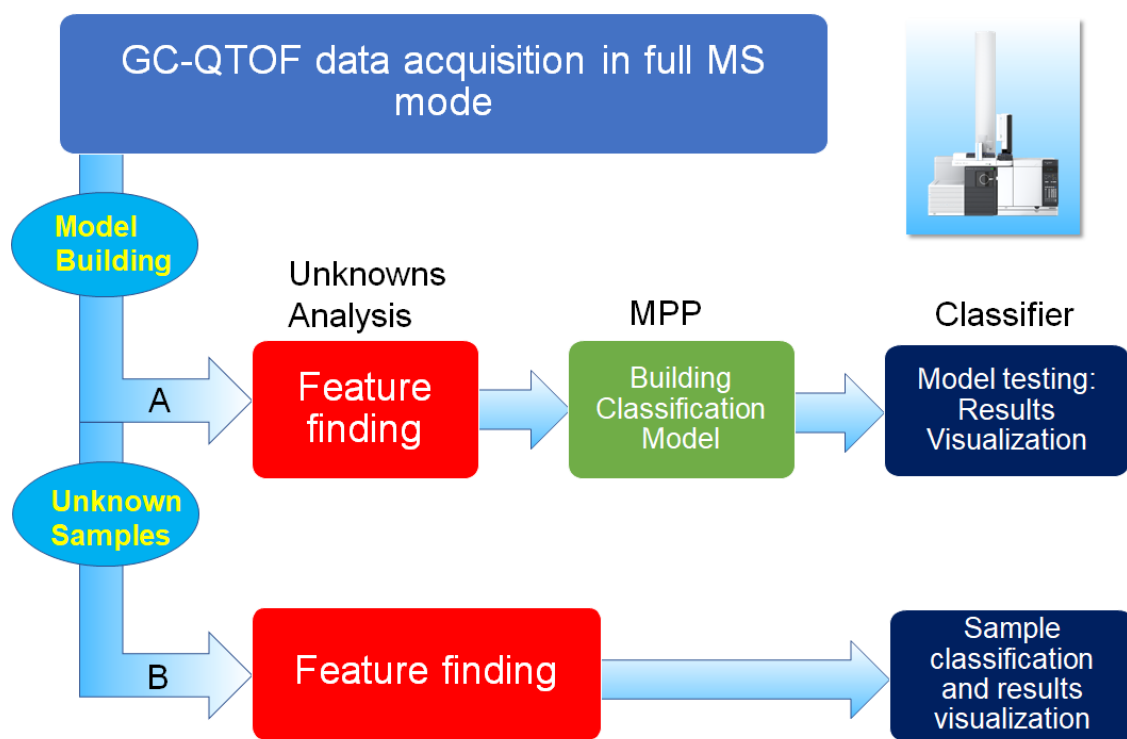 GC-QTOF data acquisition in full MS
mode
Model
Building
Unknowns
Analysis
MPP
Classifier
A
Feature
finding
Building
Classification
Model
Model testing:
Results
Visualization
Unknown
Samples
B
Feature finding
Sample
classification
and results
visualization